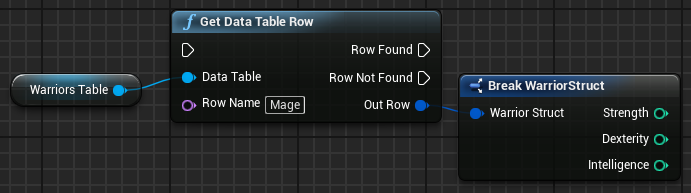 Get Data Table Row
Row Found
Warriors Table
Data Table
Row Not Found
Row Name Mage
Out Row
Break WarriorStruct
Warrior Struct
Strength
Dexterity
Intelligence